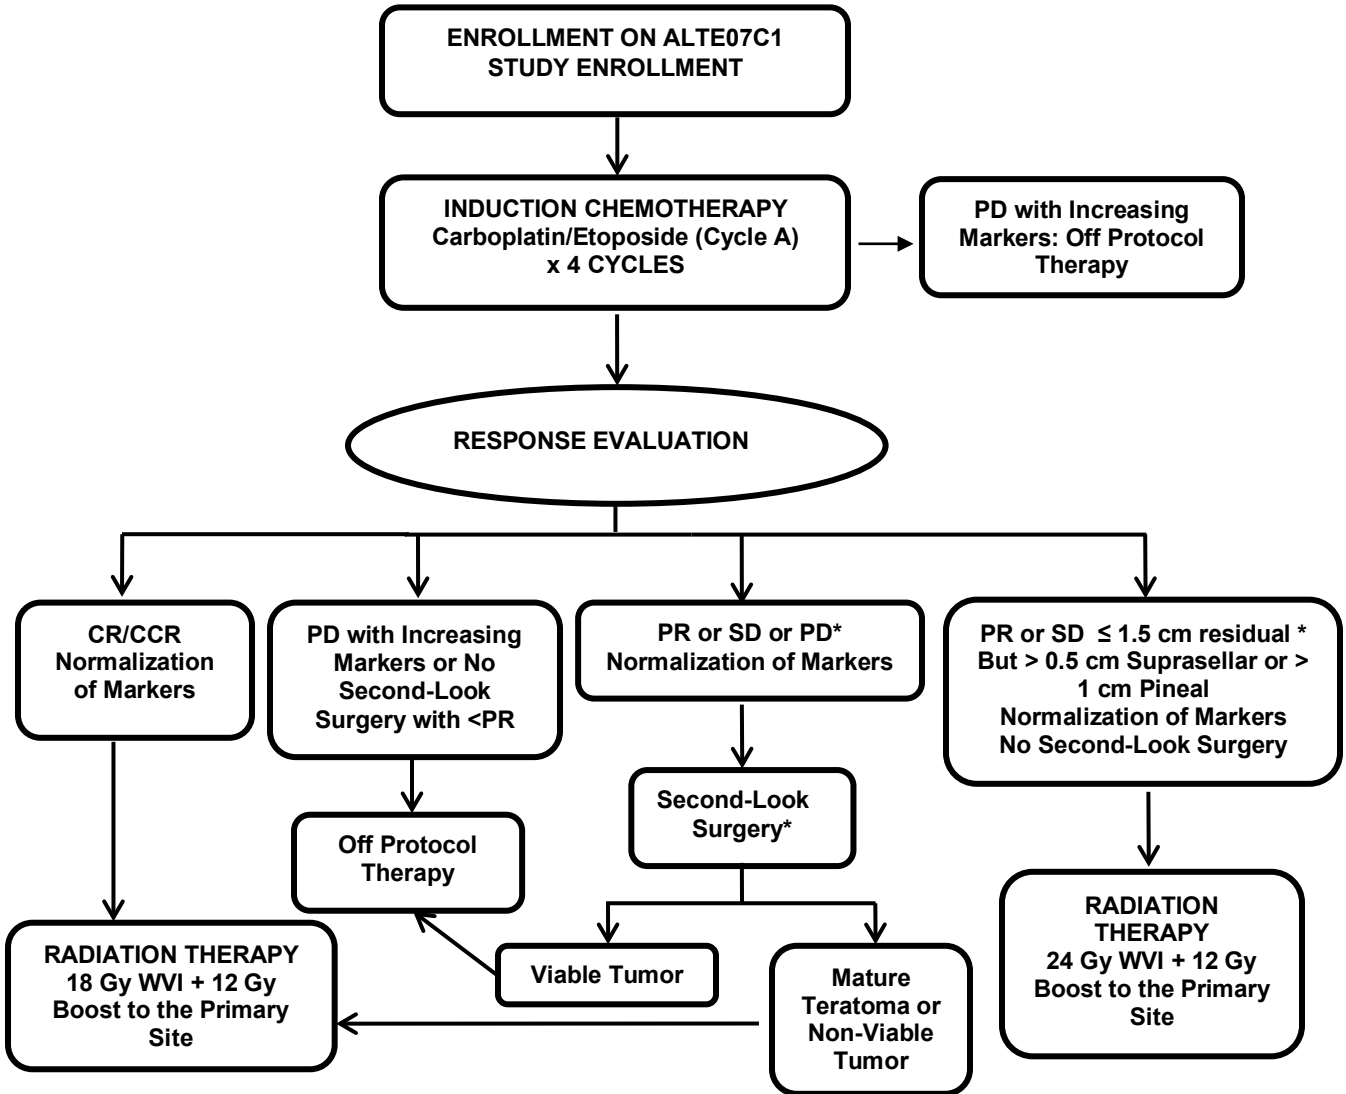 ENROLLMENT ON ALTE07C1
STUDY ENROLLMENT
INDUCTION CHEMOTHERAPY
Carboplatin/Etoposide (Cycle A)
x 4 CYCLES
PD with Increasing
Markers: Off Protocol
Therapy
RESPONSE EVALUATION
CR/CCR
Normalization
of Markers
PD with Increasing
Markers or No
Second-Look
Surgery with <PR
PR or SD or PD*
Normalization of Markers
PR or SD ≤ 1.5 cm residual *
But > 0.5 cm Suprasellar or >
1 cm Pineal
Normalization of Markers
No Second-Look Surgery
Second-Look
Surgery*
Off Protocol
Therapy
RADIATION THERAPY
18 Gy WVI + 12 Gy
Boost to the Primary
Site
Viable Tumor
Mature
Teratoma or
Non-Viable
Tumor
RADIATION
THERAPY
24 Gy WVI + 12 Gy
Boost to the Primary
Site